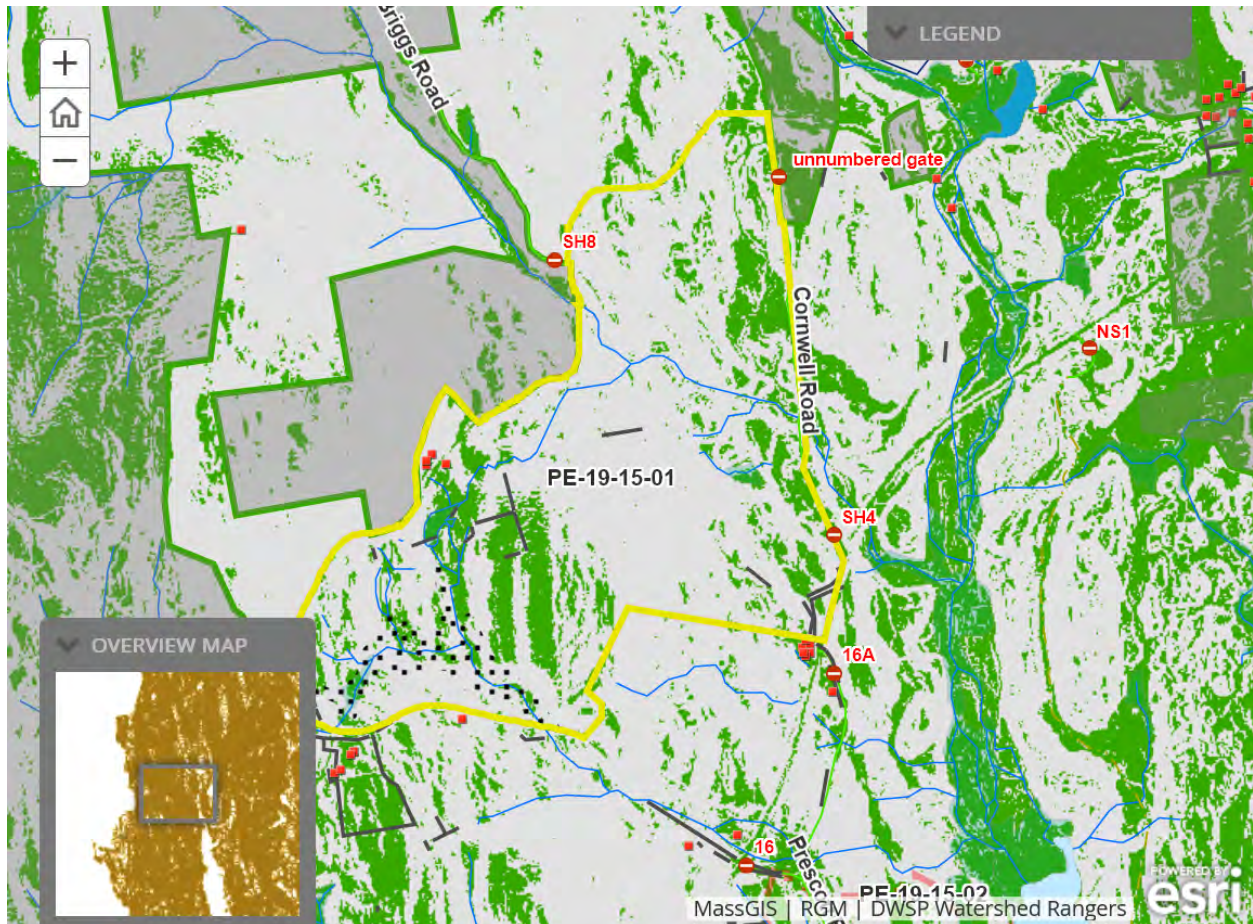 +
−
Briggs Road
LEGEND
unnumbered gate
SH8
Cornwell Road
NS1
PE-19-15-01
SH4
OVERVIEW MAP
16A
16
PE-19-15-02
POWERED BY
esri
MassGIS | RGM | DWSP Watershed Rangers